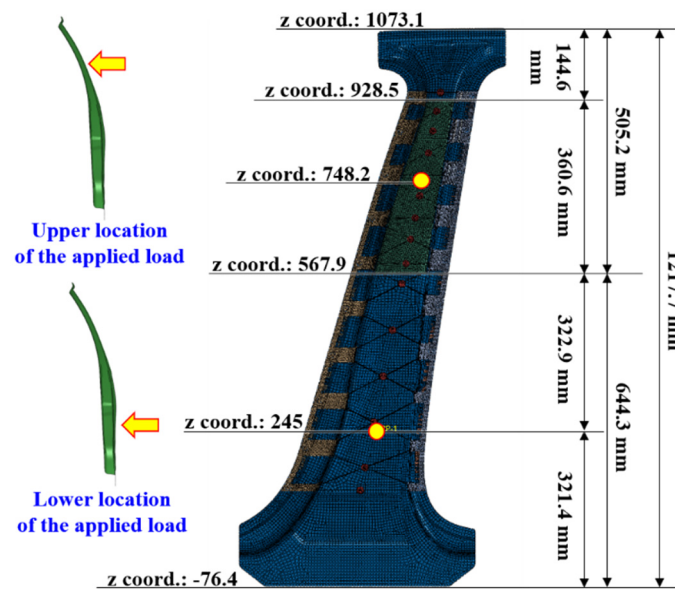 z coord.: 1073.1
144.6
mm
z coord.: 928.5
505.2 mm
360.6 mm
z coord.: 748.2
Upper location
of the applied load
z coord.: 567.9
322.9 mm
644.3 mm
z coord.: 245
321.4 mm
Lower location
of the applied load
z coord.: -76.4